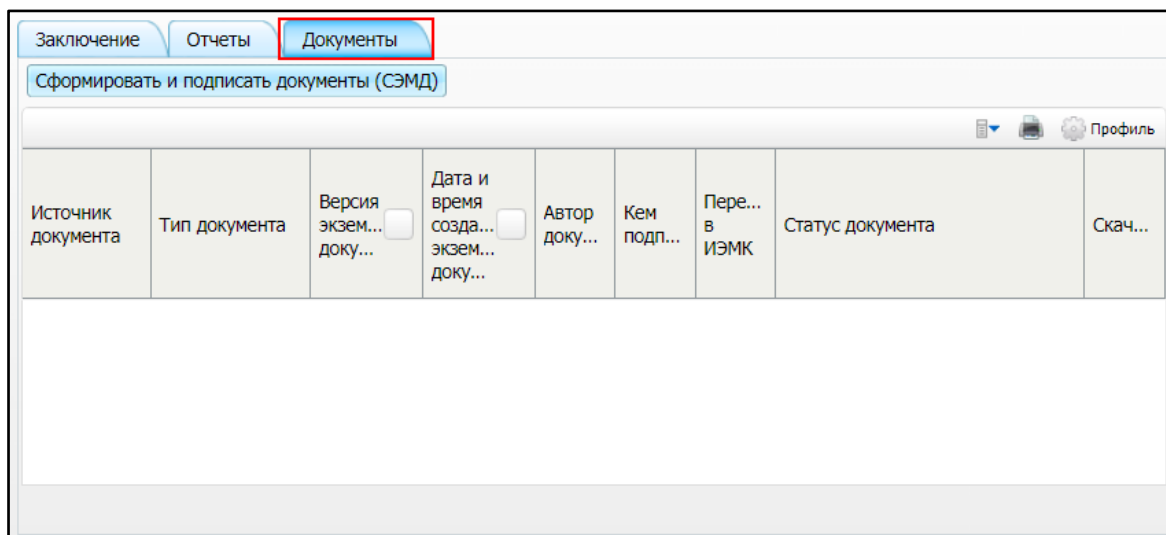 Заключение
Отчеты
Документы
Сформировать и подписать документы (СЭМД)
Профиль
Источник
документа
Тип документа
Версия
экзем...
доку...
Дата и
время
созда...
экзем...
доку...
Автор
доку...
Кем
подп...
Пере...
в
ИЭМК
Статус документа
Скач...